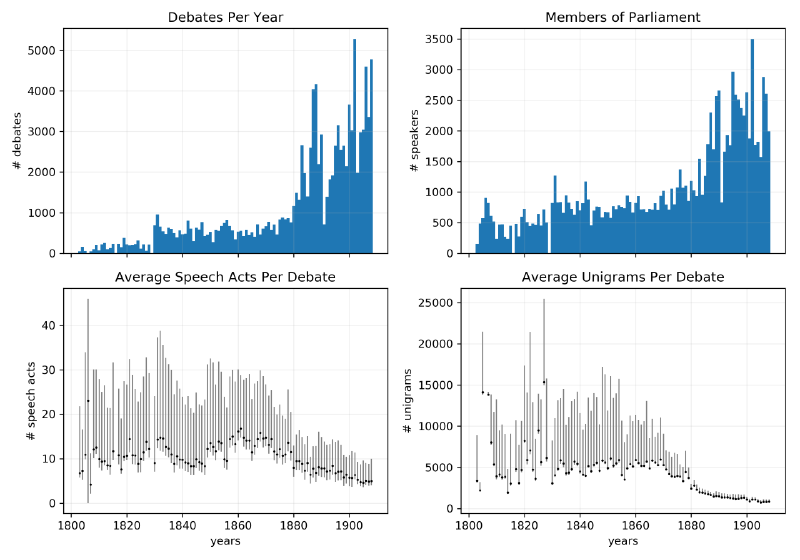 Debates Per Year
5000
4000
3000
2000
1000
0
# debates
Members of Parliament
3500
3000
2500
2000
1500
1000
500
0
# speakers
Average Speech Acts Per Debate
40
30
20
10
0
# speech acts
1800 1820 1840 1860 1880 1900
years
Average Unigrams Per Debate
25000
20000
15000
10000
5000
0
# unigrams
1800 1820 1840 1860 1880 1900
years